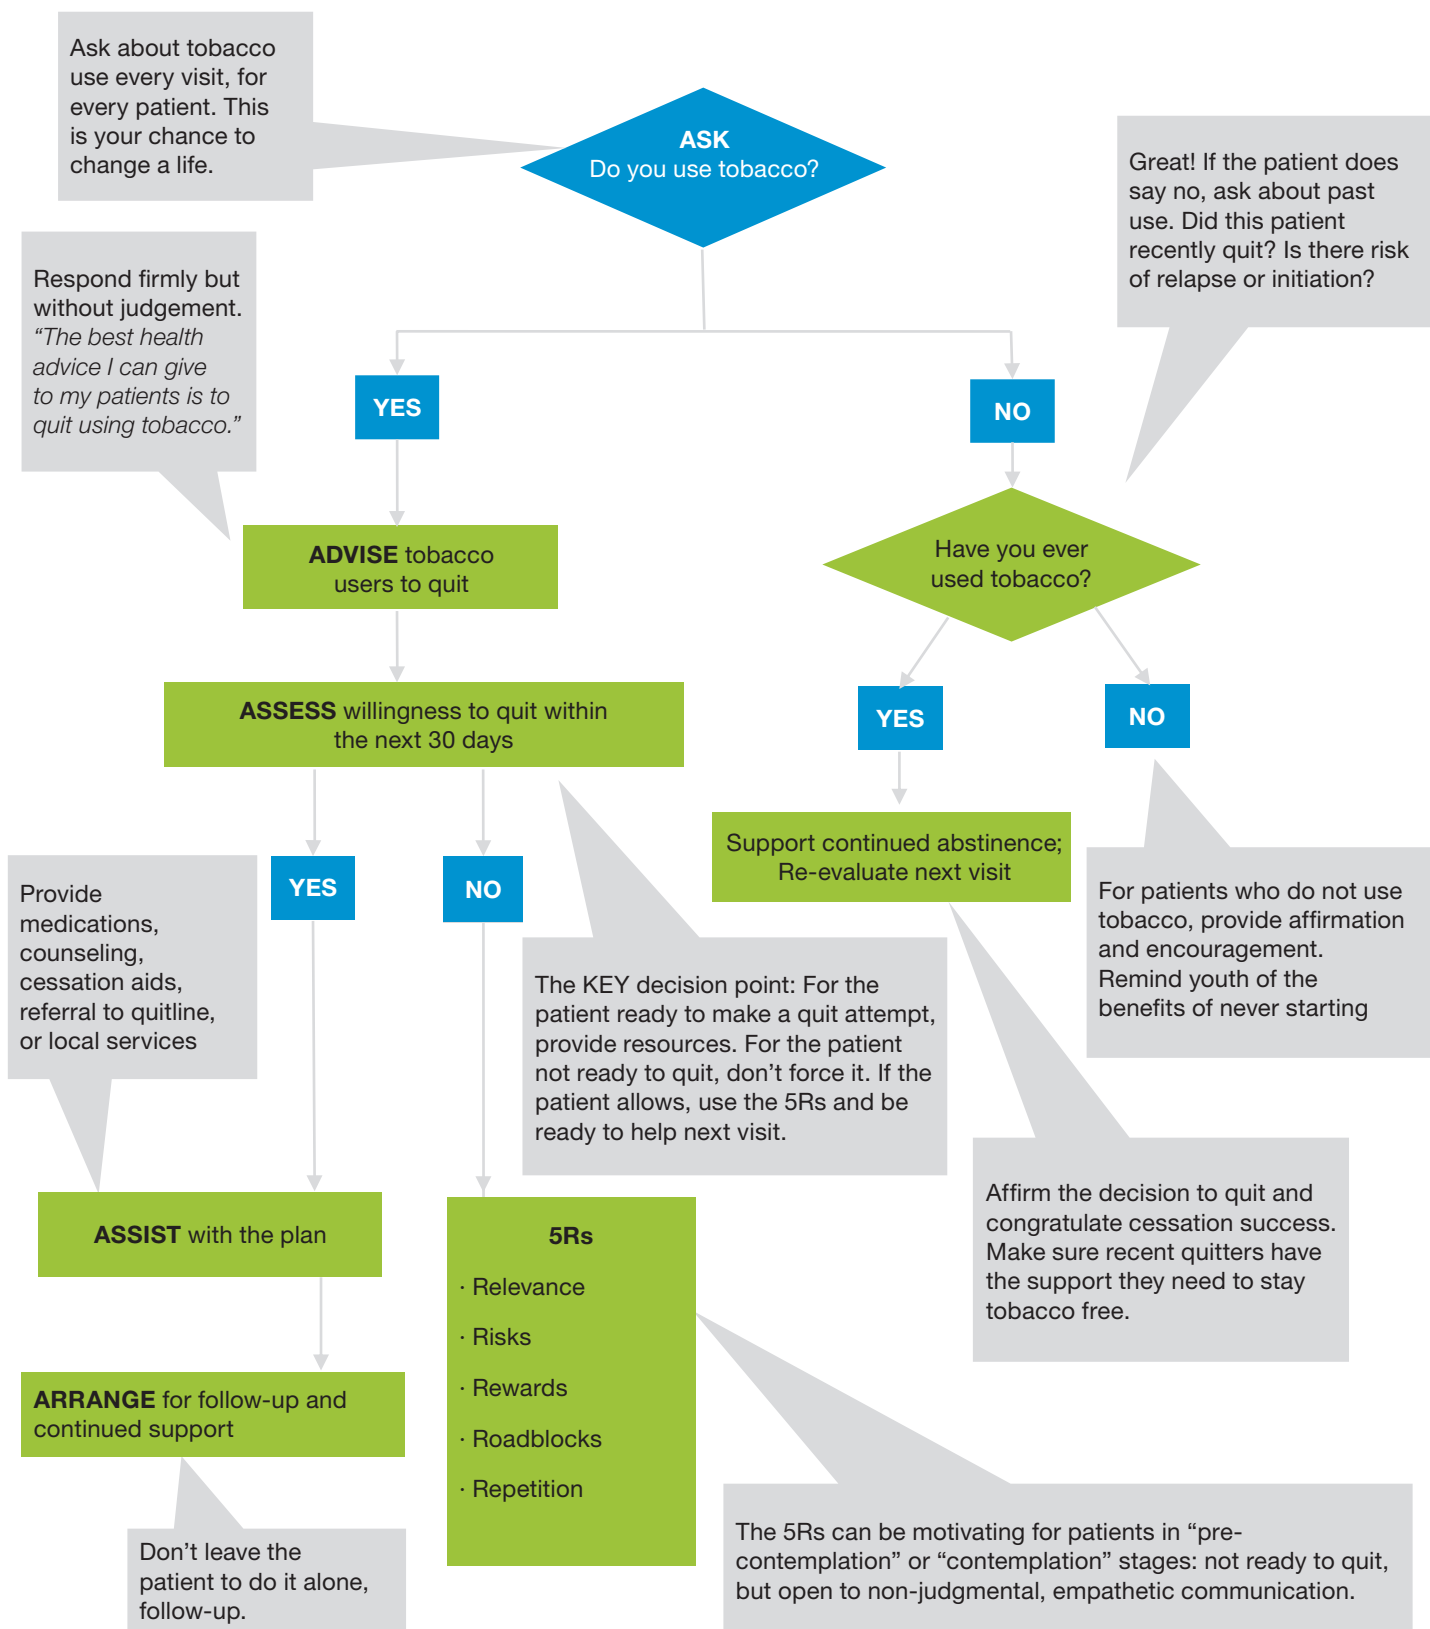 Ask about tobacco
use every visit, for
every patient. This
is your chance to
change a life.
ASK
Do you use tobacco?
Great! If the patient does
say no, ask about past
use. Did this patient
recently quit? Is there risk
of relapse or initiation?
Respond firmly but
without judgement.
“The best health
advice I can give
to my patients is to
quit using tobacco.”
YES
NO
ADVISE tobacco
users to quit
Have you ever
used tobacco?
ASSESS willingness to quit within
the next 30 days
YES
NO
Support continued abstinence;
Re-evaluate next visit
YES
NO
Provide
medications,
counseling,
cessation aids,
referral to quitline,
or local services
For patients who do not use
tobacco, provide affirmation
and encouragement.
Remind youth of the
benefits of never starting
The KEY decision point: For the
patient ready to make a quit attempt,
provide resources. For the patient
not ready to quit, don’t force it. If the
patient allows, use the 5Rs and be
ready to help next visit.
Affirm the decision to quit and
congratulate cessation success.
Make sure recent quitters have
the support they need to stay
tobacco free.
ASSIST with the plan
5Rs
· Relevance
· Risks
· Rewards
· Roadblocks
· Repetition
ARRANGE for follow-up and
continued support
Don’t leave the
patient to do it alone,
follow-up.
The 5Rs can be motivating for patients in “pre-
contemplation” or “contemplation” stages: not ready to quit,
but open to non-judgmental, empathetic communication.